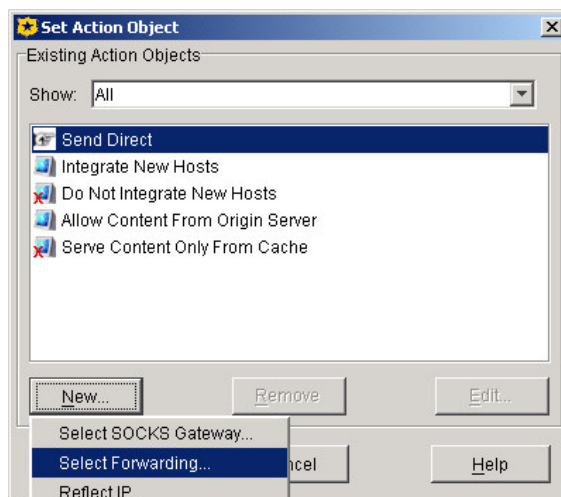 Set Action Object
Existing Action Objects
Show: All
Send Direct
Integrate New Hosts
Do Not Integrate New Hosts
Allow Content From Origin Server
Serve Content Only From Cache
New... Remove Edit...
Select SOCKS Gateway...
Select Forwarding... ncel Help
Reflect IP